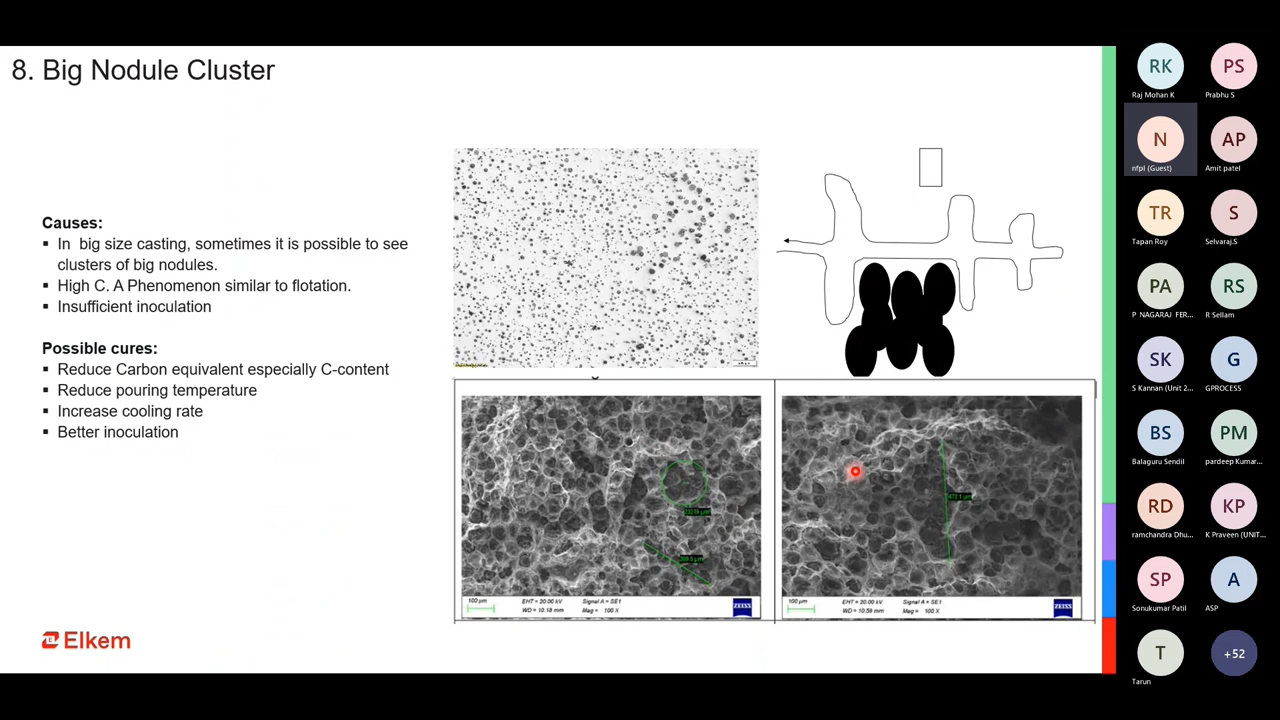 8. Big Nodule Cluster
Causes:
▪ In  big size casting, sometimes it is possible to see
clusters of big nodules.
▪ High C. A Phenomenon similar to flotation.
▪ Insufficient inoculation
Possible cures:
▪ Reduce Carbon equivalent especially C-content
▪ Reduce pouring temperature
▪ Increase cooling rate
▪ Better inoculation
Elkem
100 µm
EHT = 20.00 kV
WD = 10.18 mm
Signal A = SE1
Mag = 100 X
ZEISS
100 µm
EHT = 20.00 kV
WD = 10.59 mm
Signal A = SE1
Mag = 100 X
ZEISS
RK
Raj Mohan K
PS
Prabhu S
N
nfpl (Guest)
AP
Amit patel
TR
Tapan Roy
S
Selvaraj.S
PA
P NAGARAJ FER...
RS
R Sellam
SK
S Kannan (Unit 2...
G
GPROCESS
BS
Balaguru Sendil
PM
pardeep Kumar...
RD
ramchandra Dhu...
KP
K Praveen (UNIT...
SP
Sonukumar Patil
A
ASP
T
Tarun
+52